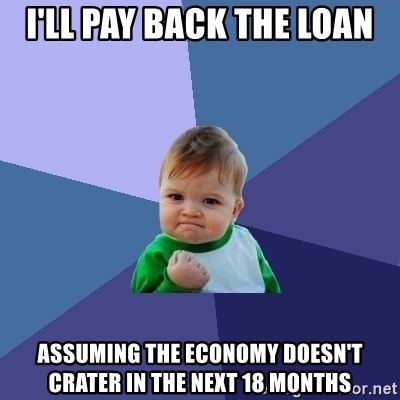 I'LL PAY BACK THE LOAN
ASSUMING THE ECONOMY DOESN'T
CRATER IN THE NEXT 18 MONTHS